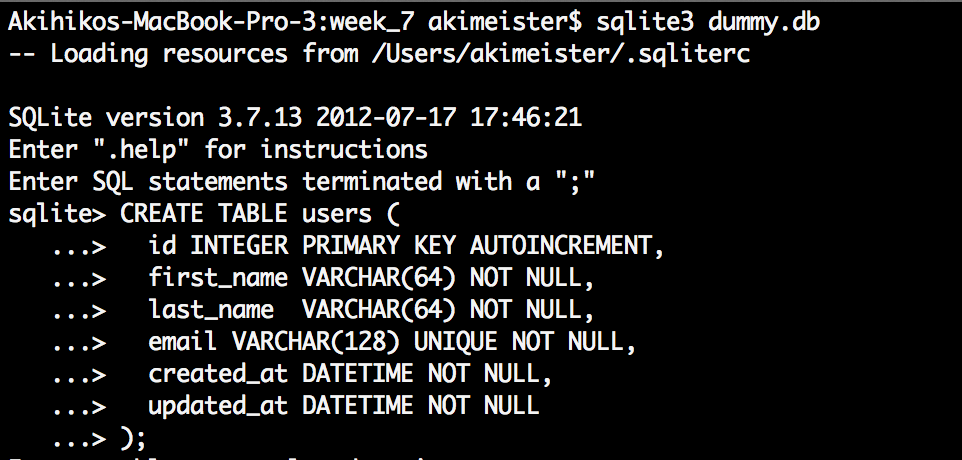 Akihikos-MacBook-Pro-3:week_7 akimeister$ sqlite3 dummy.db
-- Loading resources from /Users/akimeister/.sqliterc
SQLite version 3.7.13 2012-07-17 17:46:21
Enter ".help" for instructions
Enter SQL statements terminated with a ";"
sqlite> CREATE TABLE users (
   ...>   id INTEGER PRIMARY KEY AUTOINCREMENT,
   ...>   first_name VARCHAR(64) NOT NULL,
   ...>   last_name  VARCHAR(64) NOT NULL,
   ...>   email VARCHAR(128) UNIQUE NOT NULL,
   ...>   created_at DATETIME NOT NULL,
   ...>   updated_at DATETIME NOT NULL
   ...> );